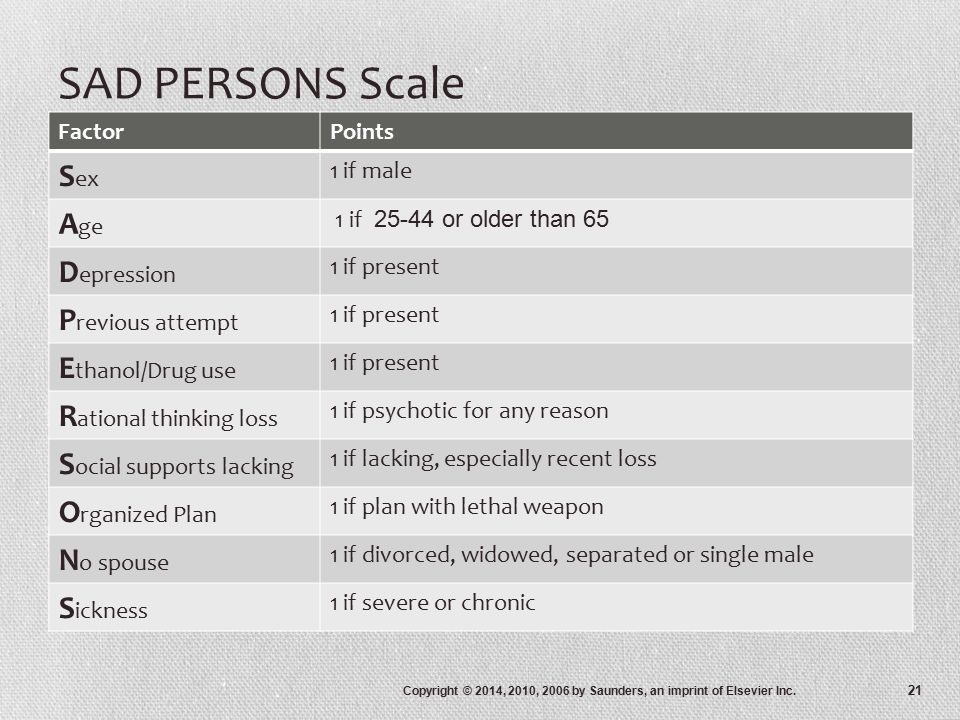 SAD PERSONS Scale
Factor Points
Sex 1 if male
Age 1 if 25-44 or older than 65
Depression 1 if present
Previous attempt 1 if present
Ethanol/Drug use 1 if present
Rational thinking loss 1 if psychotic for any reason
Social supports lacking 1 if lacking, especially recent loss
Organized Plan 1 if plan with lethal weapon
No spouse 1 if divorced, widowed, separated or single male
Sickness 1 if severe or chronic
Copyright © 2014, 2010, 2006 by Saunders, an imprint of Elsevier Inc. 21